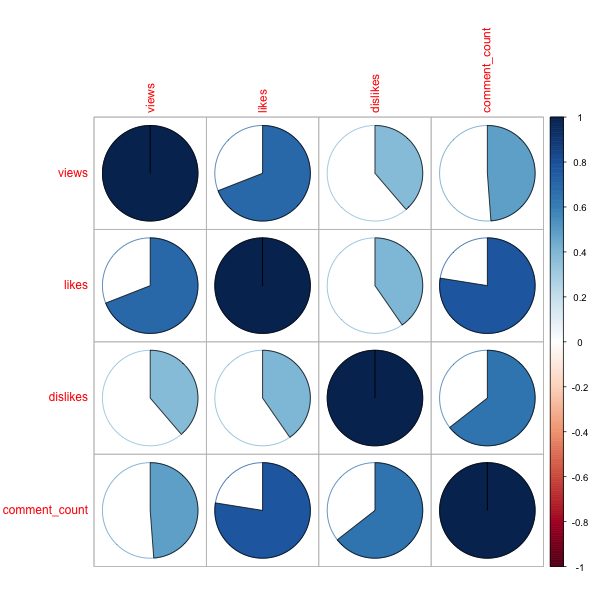 views
likes
dislikes
comment_count
views
likes
dislikes
comment_count
1
0.8
0.6
0.4
0.2
0
-0.2
-0.4
-0.6
-0.8
-1